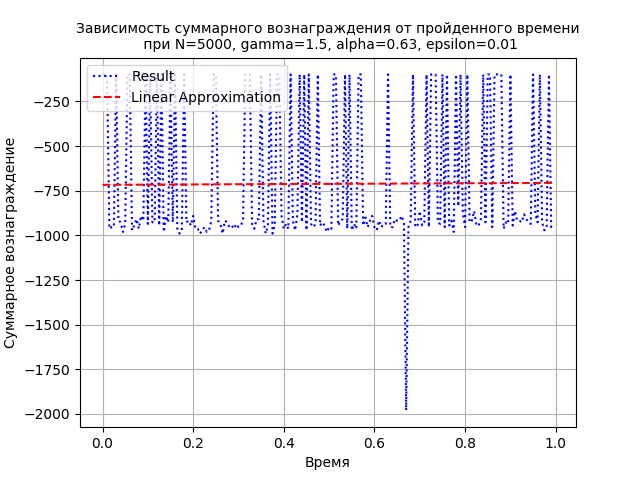 Зависимость суммарного вознаграждения от пройденного времени
при N=5000, gamma=1.5, alpha=0.63, epsilon=0.01
Result
Linear Approximation
−250
−500
−750
−1000
−1250
−1500
−1750
−2000
Суммарное вознаграждение
0.0 0.2 0.4 0.6 0.8 1.0
Время